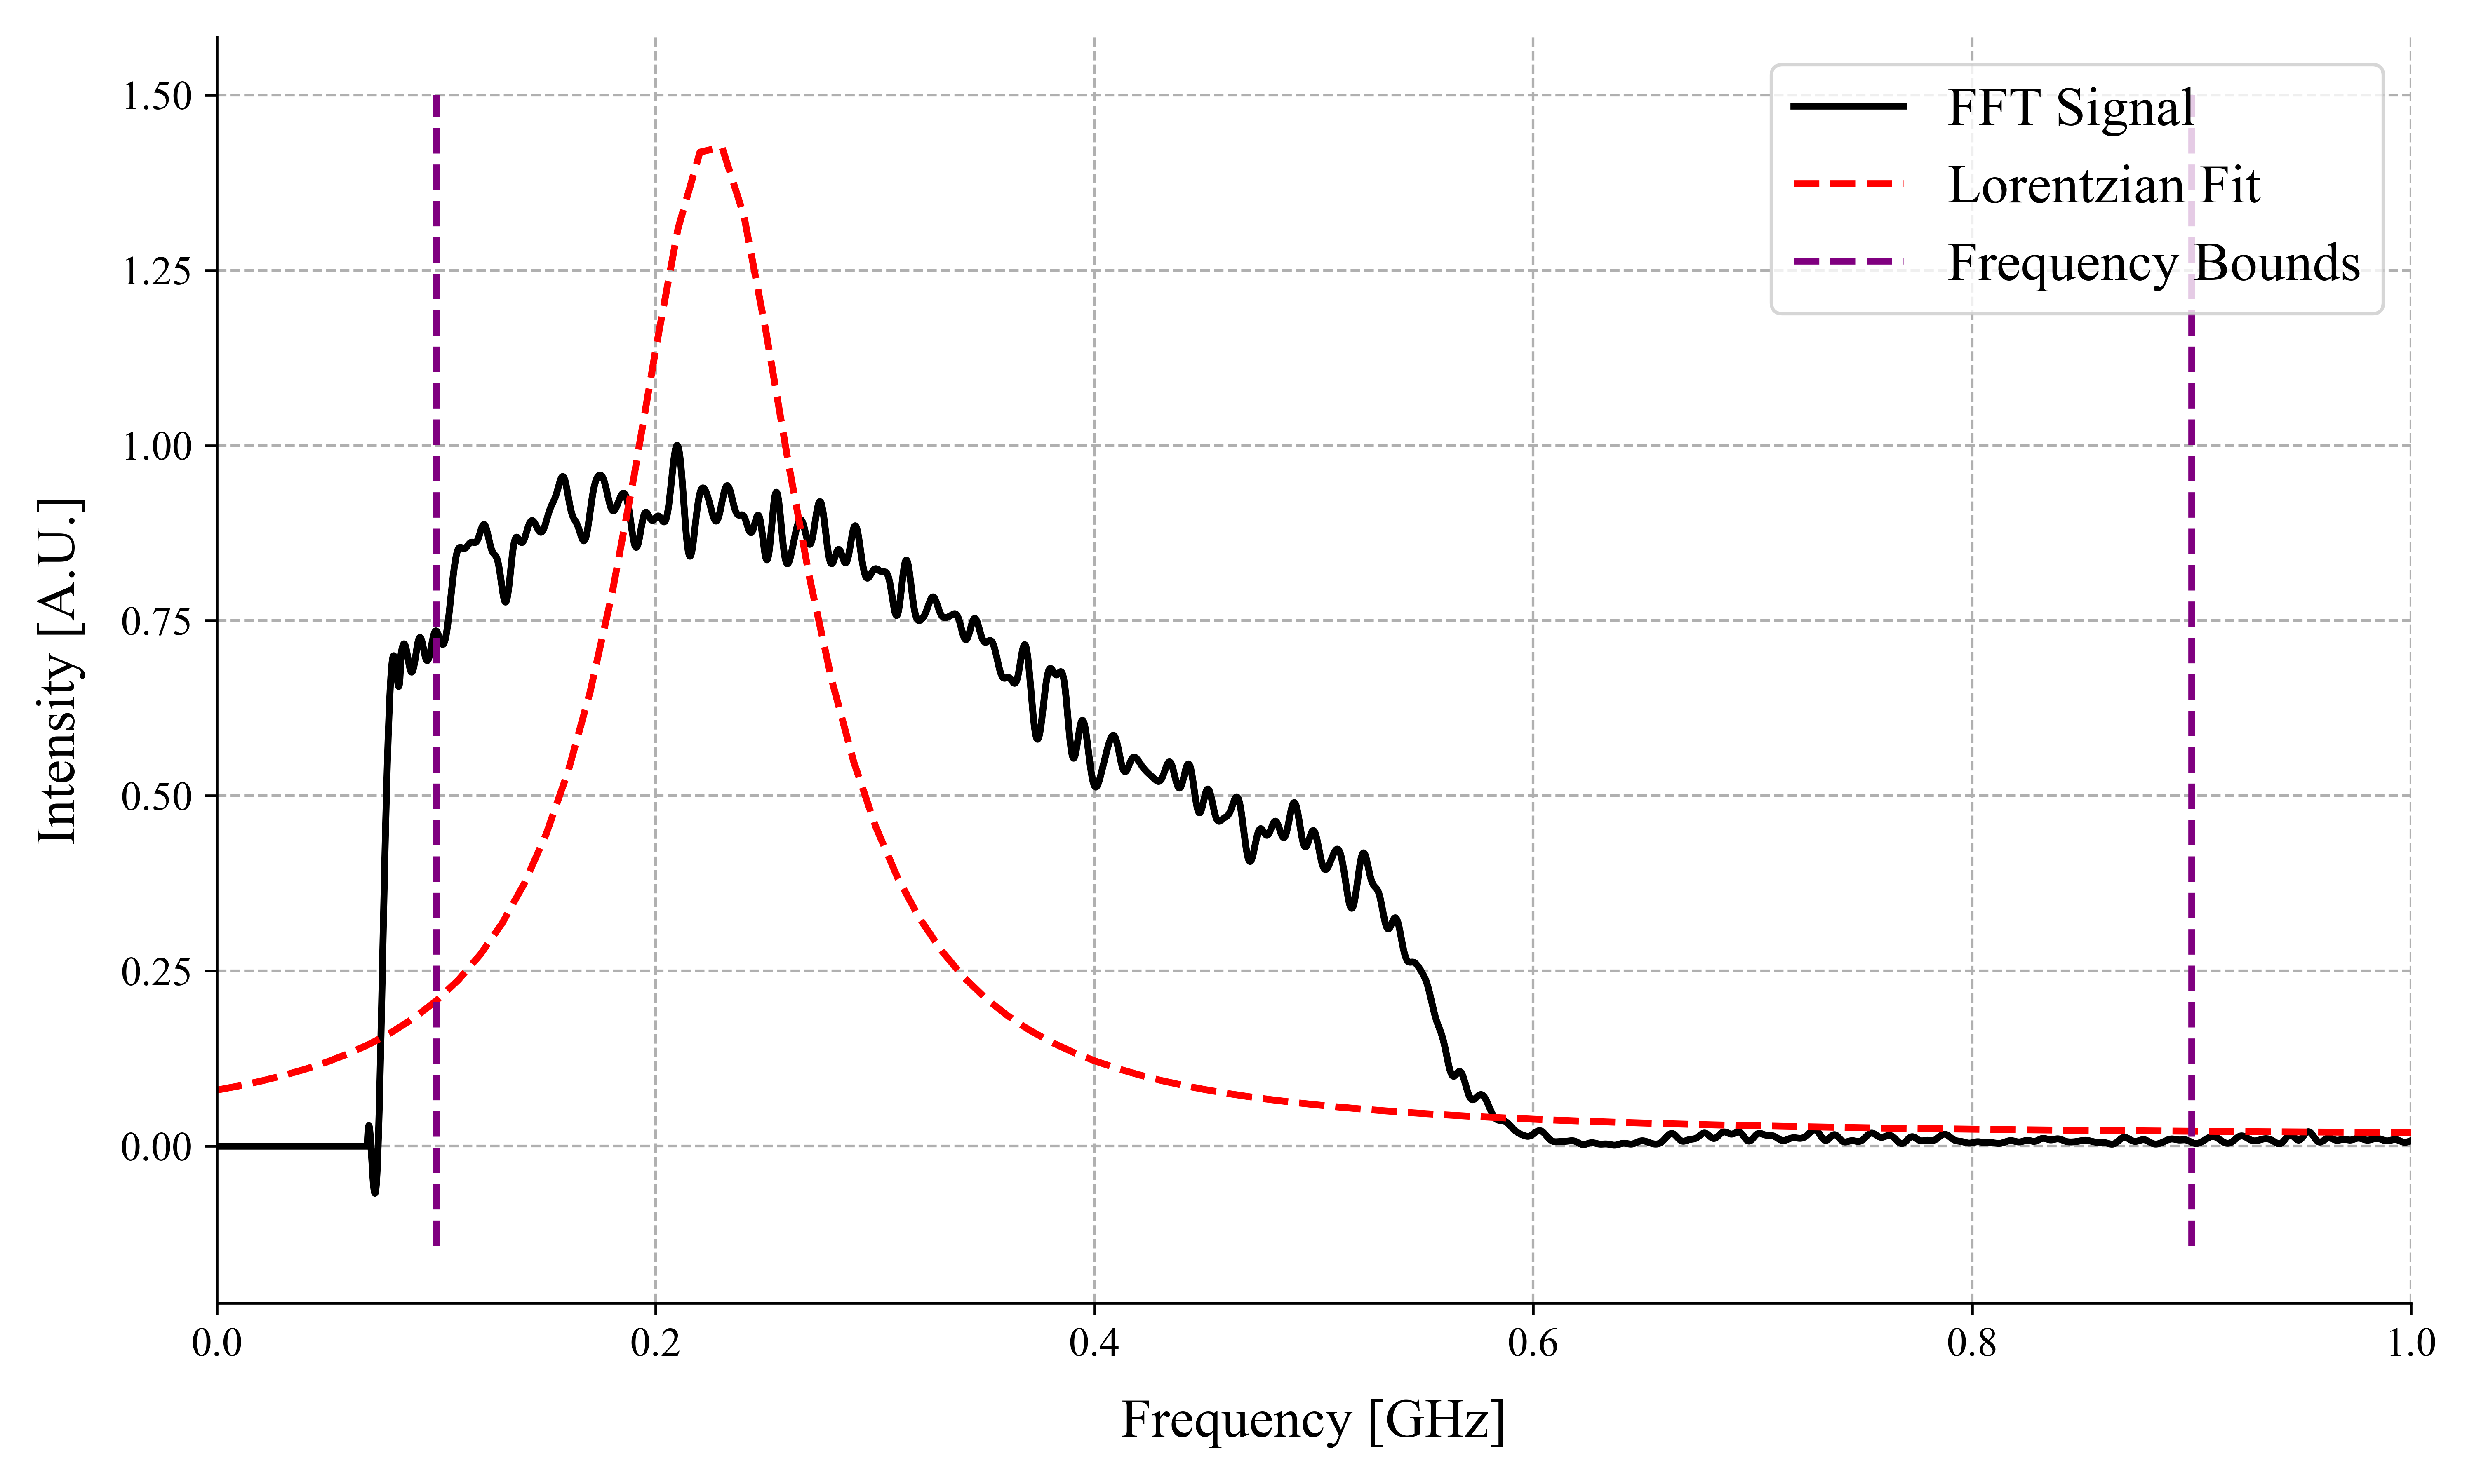 1.50
1.25
1.00
0.75
0.50
0.25
0.00
Intensity [A.U.]
FFT Signal
Lorentzian Fit
Frequency Bounds
0.0 0.2 0.4 0.6 0.8 1.0
Frequency [GHz]